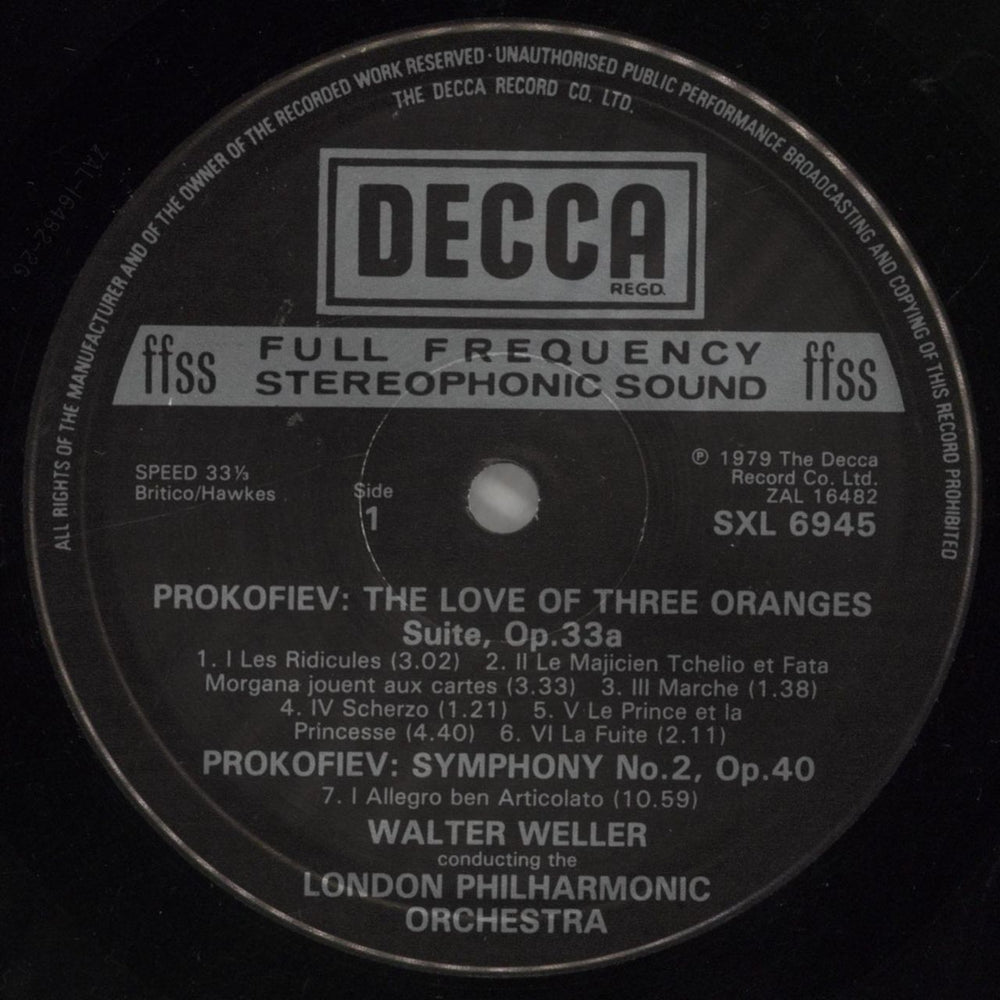 ALL RIGHTS OF THE MANUFACTURER AND OF THE OWNER OF THE RECORDED WORK RESERVED · UNAUTHORISED PUBLIC PERFORMANCE BROADCASTING AND COPYING OF THIS RECORD PROHIBITED
THE DECCA RECORD CO. LTD.
DECCA
REGD.
ffss FULL FREQUENCY STEREOPHONIC SOUND ffss
SPEED 33⅓
Britico/Hawkes
Side
1
℗ 1979 The Decca
Record Co. Ltd.
ZAL 16482
SXL 6945
PROKOFIEV: THE LOVE OF THREE ORANGES
Suite, Op.33a
1. I Les Ridicules (3.02) 2. II Le Majicien Tchelio et Fata
Morgana jouent aux cartes (3.33) 3. III Marche (1.38)
4. IV Scherzo (1.21) 5. V Le Prince et la
Princesse (4.40) 6. VI La Fuite (2.11)
PROKOFIEV: SYMPHONY No.2, Op.40
7. I Allegro ben Articolato (10.59)
WALTER WELLER
conducting the
LONDON PHILHARMONIC
ORCHESTRA
ZAL-16482-2G